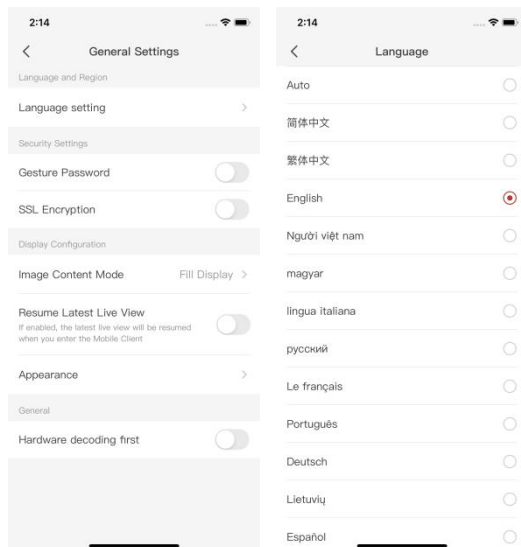 2:14
General Settings
Language and Region
Language setting
Security Settings
Gesture Password
SSL Encryption
Display Configuration
Image Content Mode Fill Display
Resume Latest Live View
If enabled, the latest live view will be resumed
when you enter the Mobile Client
Appearance
General
Hardware decoding first
2:14
Language
Auto
简体中文
繁体中文
English
Người việt nam
magyar
lingua italiana
русский
Le français
Português
Deutsch
Lietuvių
Español